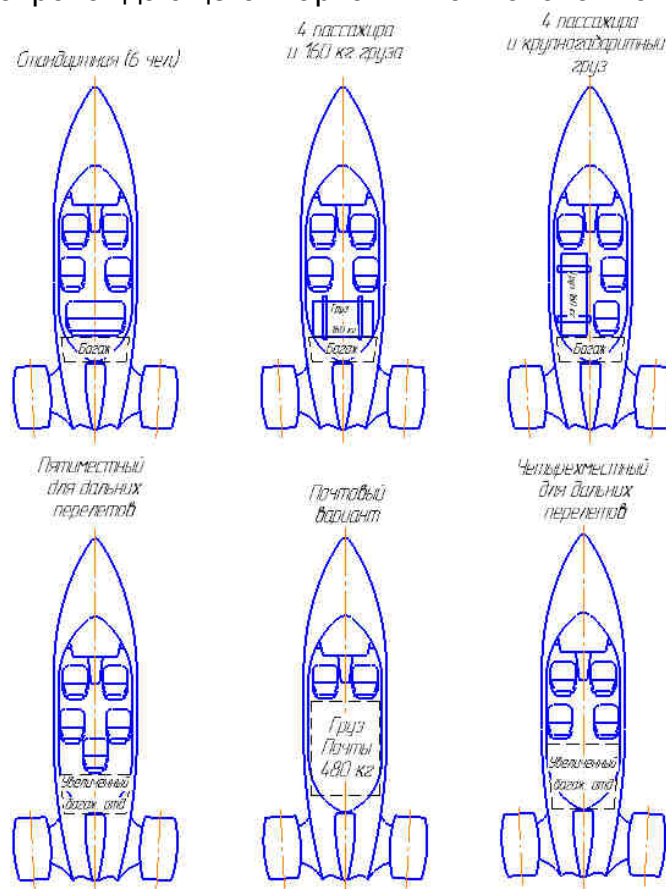 Стандартная (6 чел)
4 пассажира
и 160 кг груза
4 пассажира
и крупногабаритный
груз
Груз
160 кг
Багаж
Багаж
Багаж
Пятиместный
для дальних
перелетов
Почтовый
вариант
Четырехместный
для дальних
перелетов
Груз
Почты
480 кг
Увеличенный
багаж. отд
Увеличенный
багаж. отд